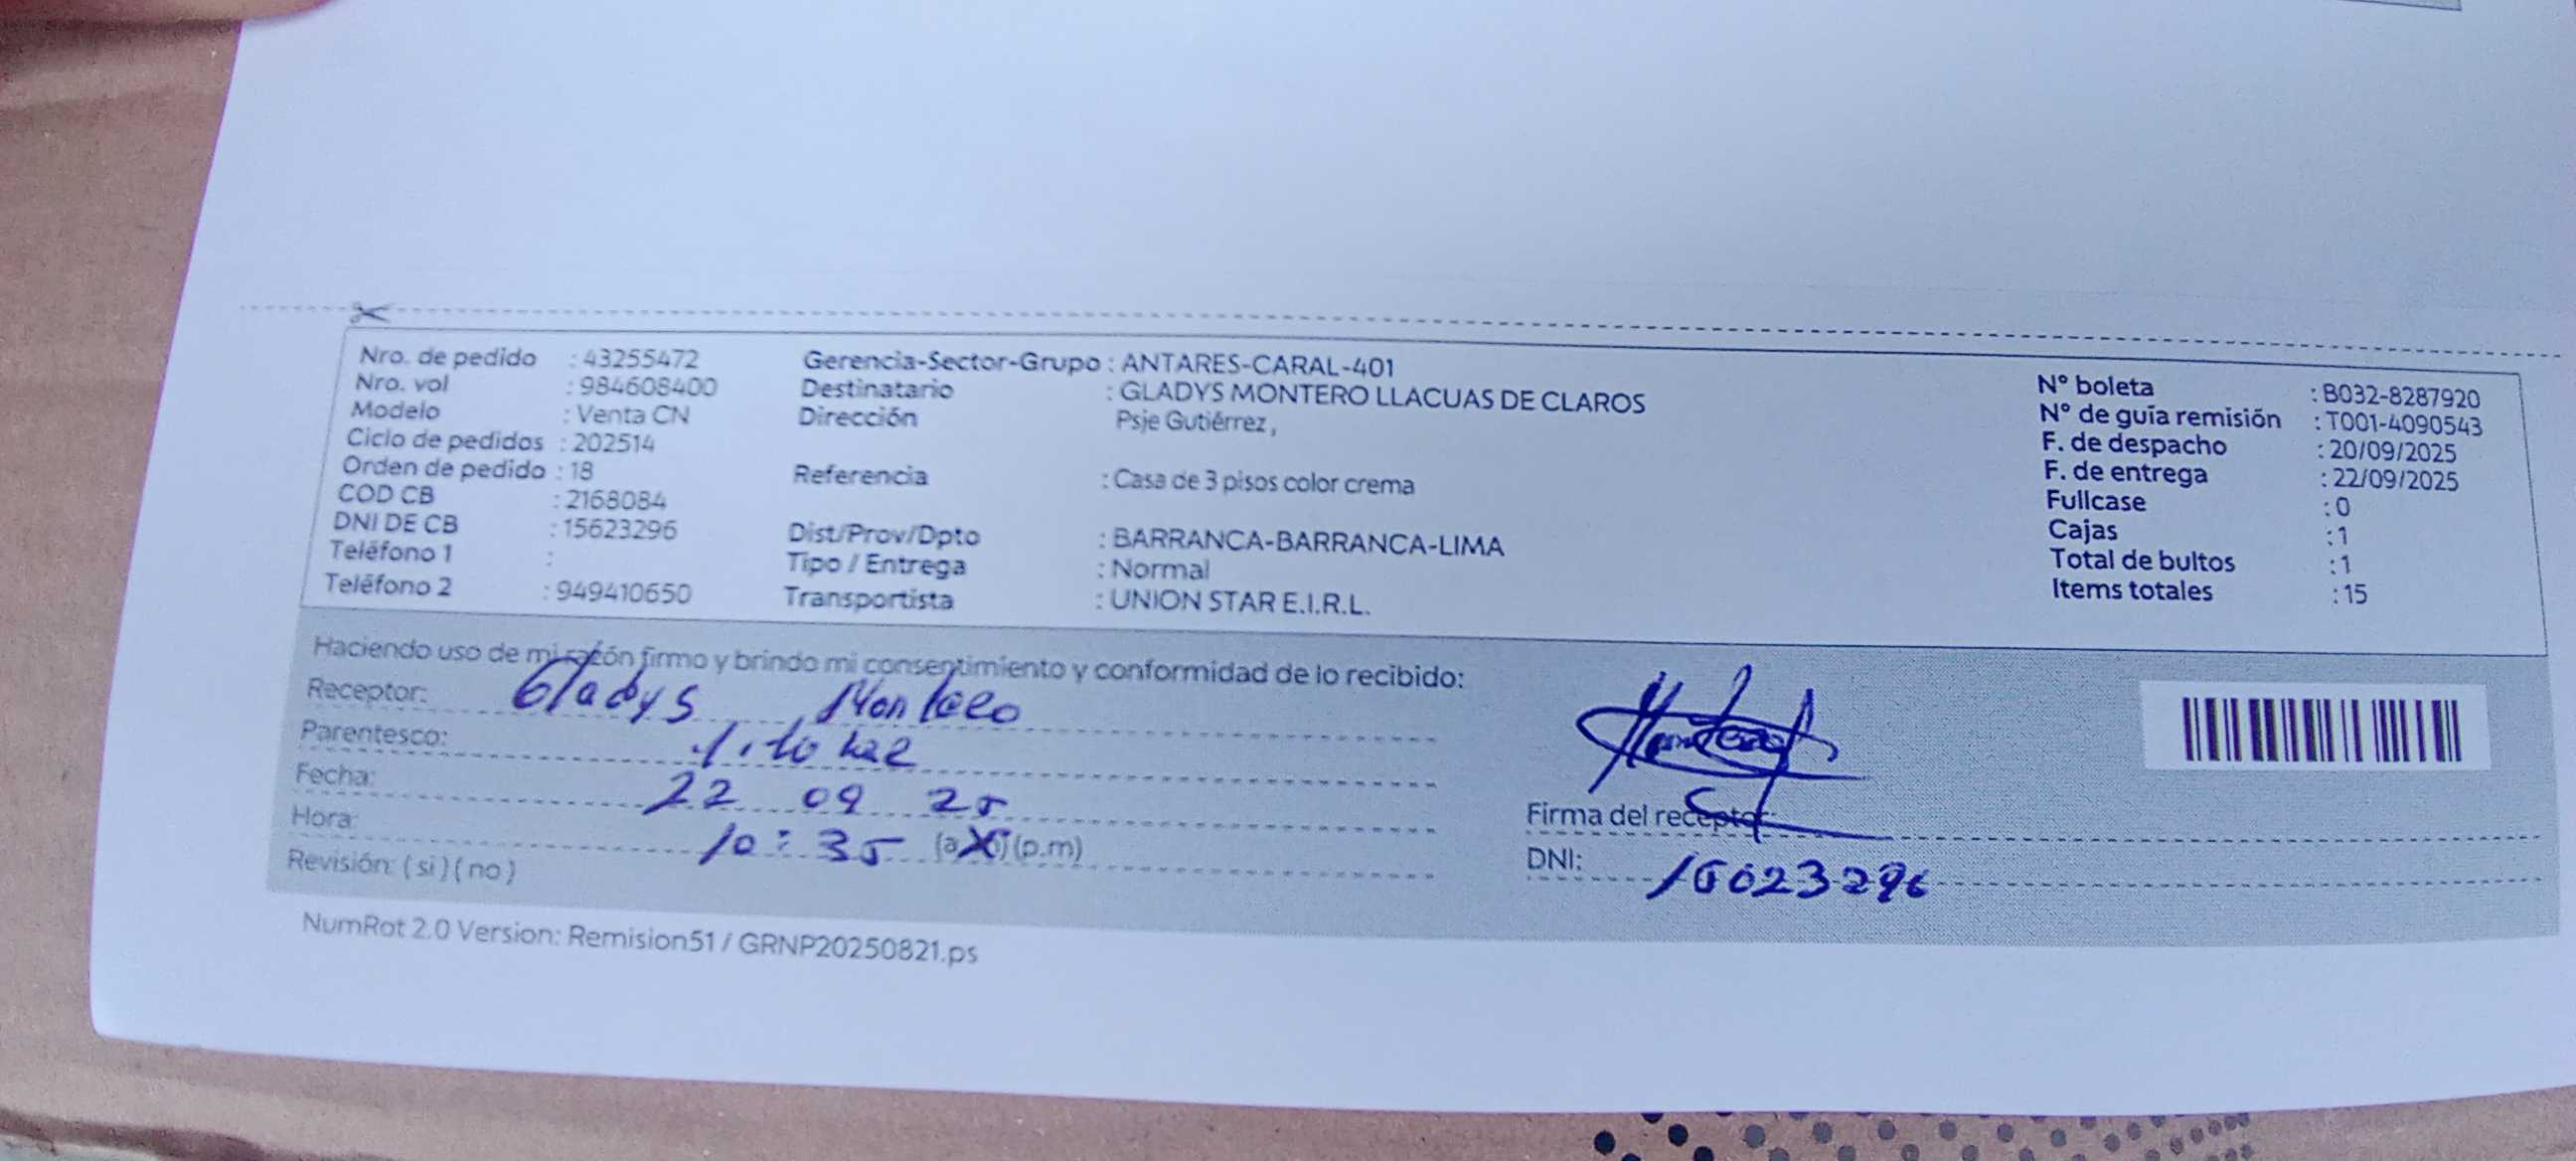 Nro. de pedido : 43255472
Nro. vol : 984608400
Modelo : Venta CN
Ciclo de pedidos : 202514
Orden de pedido : 18
COD CB : 2168084
DNI DE CB : 15623296
Teléfono 1 :
Teléfono 2 : 949410650
Gerencia-Sector-Grupo : ANTARES-CARAL-401
Destinatario : GLADYS MONTERO LLACUAS DE CLAROS
Dirección Psje Gutiérrez,
Referencia : Casa de 3 pisos color crema
Dist/Prov/Dpto : BARRANCA-BARRANCA-LIMA
Tipo / Entrega : Normal
Transportista : UNION STAR E.I.R.L.
N° boleta : B032-8287920
N° de guía remisión : T001-4090543
F. de despacho : 20/09/2025
F. de entrega : 22/09/2025
Fullcase : 0
Cajas : 1
Total de bultos : 1
Items totales : 15
Haciendo uso de mi razón firmo y brindo mi consentimiento y conformidad de lo recibido:
Receptor: Gladys Montero
Parentesco:
Fecha: 22 09 25
Hora: 10:35 (a.m)(p.m)
Revisión: (si)(no)
Firma del receptor:
DNI:
NumRot 2.0 Version: Remision51 / GRNP20250821.ps